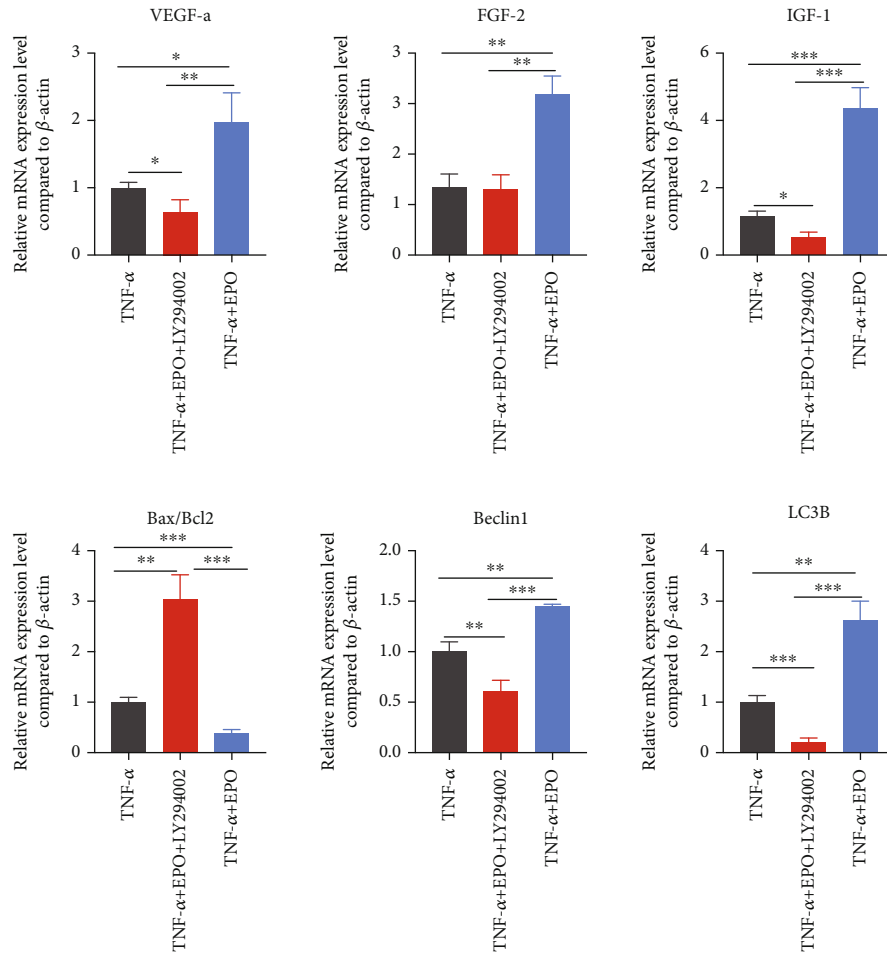 VEGF-a
Relative mRNA expression level
compared to β-actin
3
2
1
0
*
**
*
TNF-α
TNF-α+EPO+LY294002
TNF-α+EPO
FGF-2
Relative mRNA expression level
compared to β-actin
3
3
2
1
0
**
**
TNF-α
TNF-α+EPO+LY294002
TNF-α+EPO
IGF-1
Relative mRNA expression level
compared to β-actin
6
4
2
0
***
***
*
TNF-α
TNF-α+EPO+LY294002
TNF-α+EPO
Bax/Bcl2
Relative mRNA expression level
compared to β-actin
4
3
2
1
0
***
** ***
TNF-α
TNF-α+EPO+LY294002
TNF-α+EPO
Beclin1
Relative mRNA expression level
compared to β-actin
2.0
1.5
1.0
0.5
0.0
**
***
**
TNF-α
TNF-α+EPO+LY294002
TNF-α+EPO
LC3B
Relative mRNA expression level
compared to β-actin
4
3
2
1
0
**
***
***
TNF-α
TNF-α+EPO+LY294002
TNF-α+EPO